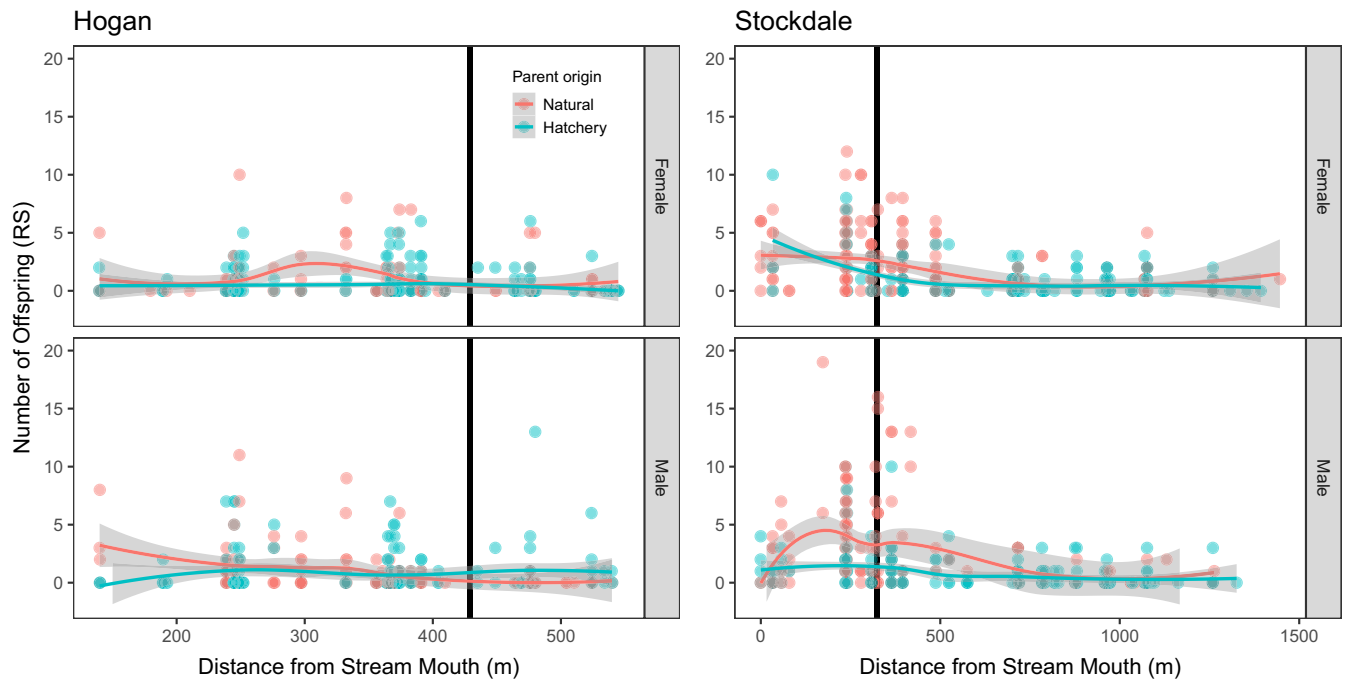 Hogan
Stockdale
Number of Offspring (RS)
20
15
10
5
0
Parent origin
Natural
Hatchery
Female
20
15
10
5
0
Female
20
15
10
5
0
Male
20
15
10
5
0
Male
200
300
400
500
0
500
1000
1500
Distance from Stream Mouth (m)
Distance from Stream Mouth (m)